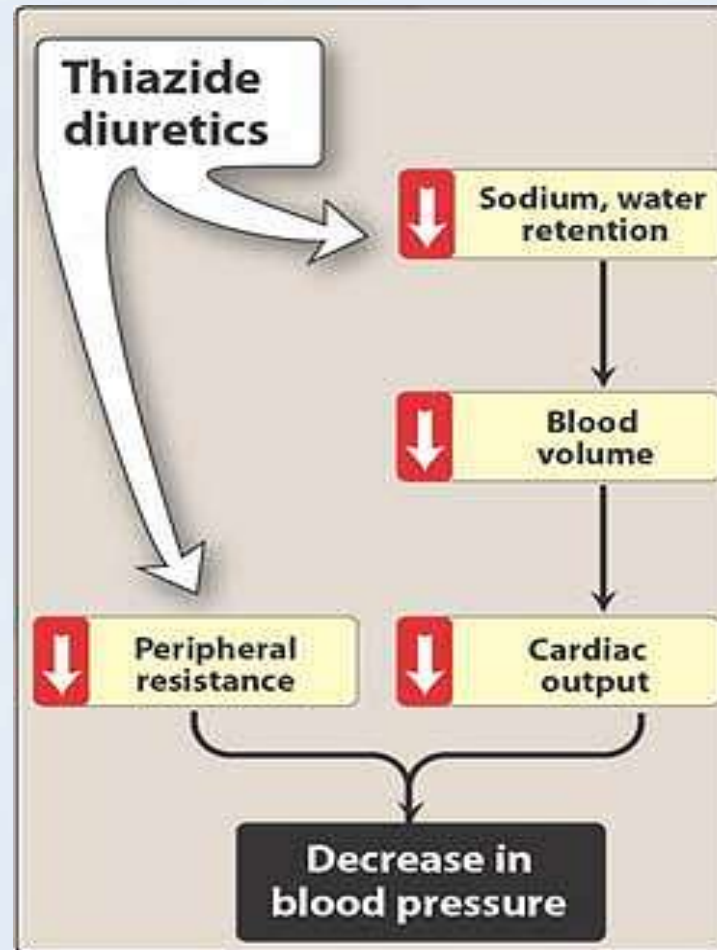 Thiazide
diuretics
Sodium, water
retention
Blood
volume
Peripheral
resistance
Cardiac
output
Decrease in
blood pressure